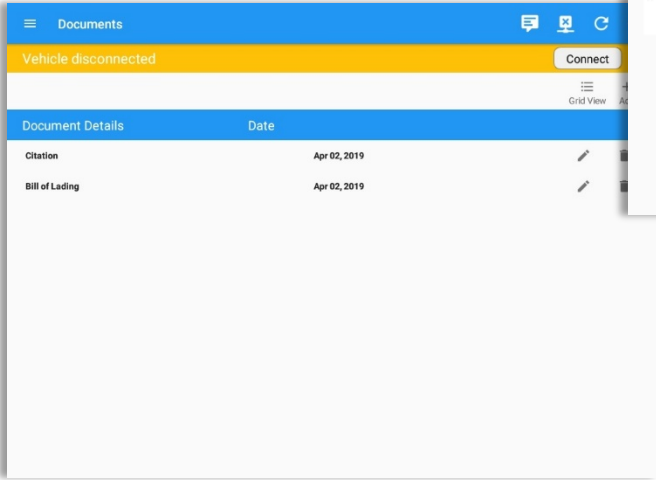 Documents
Vehicle disconnected
Connect
Grid View
Document Details Date
Citation Apr 02, 2019
Bill of Lading Apr 02, 2019